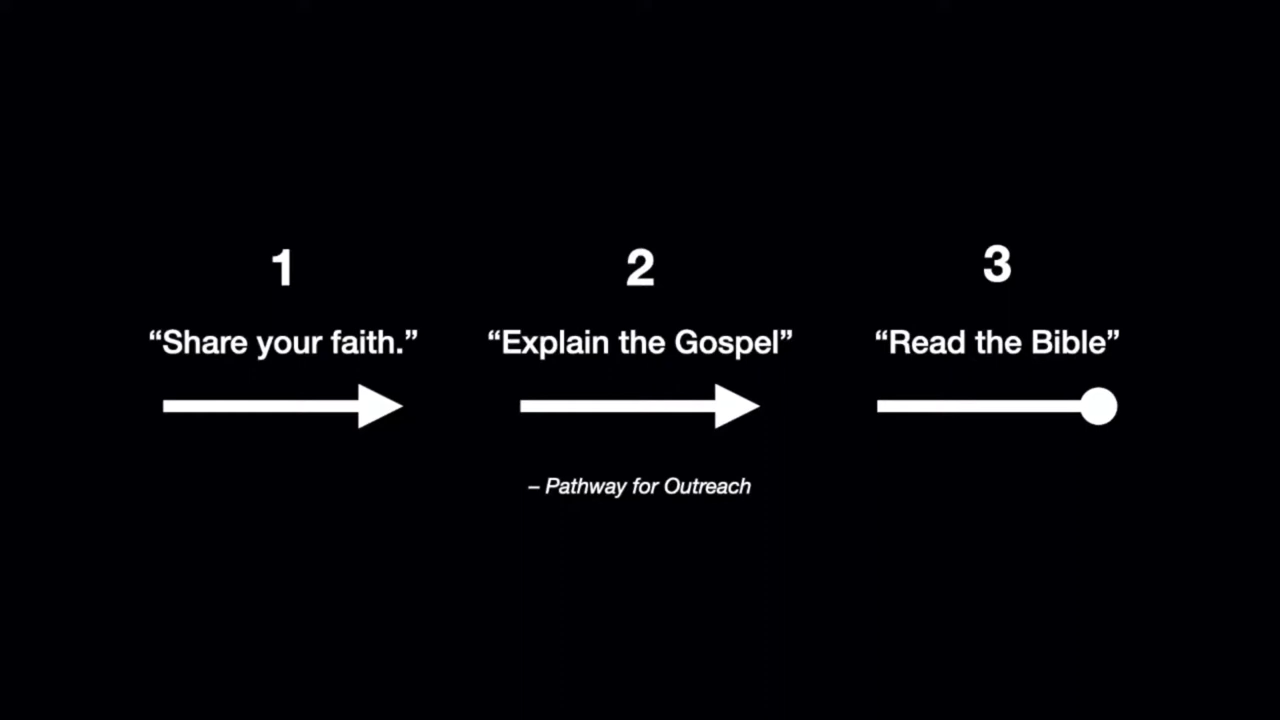 1
2
3
“Share your faith.”
“Explain the Gospel”
“Read the Bible”
– Pathway for Outreach